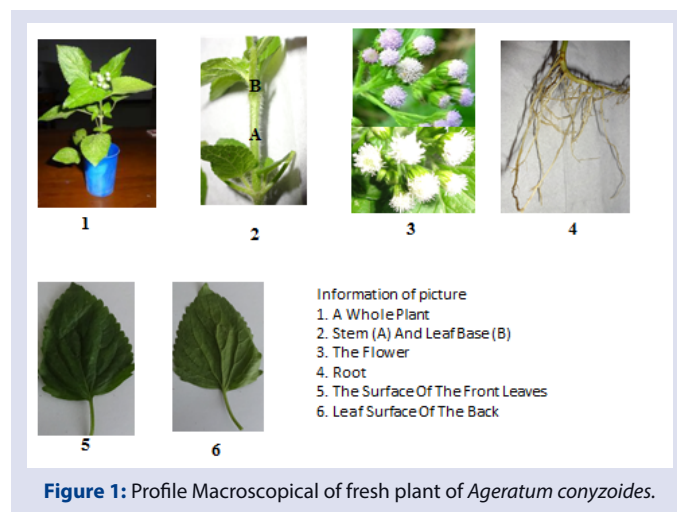 B
A
1
2
3
4
5
6
Information of picture
1. A Whole Plant
2. Stem (A) And Leaf Base (B)
3. The Flower
4. Root
5. The Surface Of The Front Leaves
6. Leaf Surface Of The Back
Figure 1: Profile Macroscopical of fresh plant of Ageratum conyzoides.